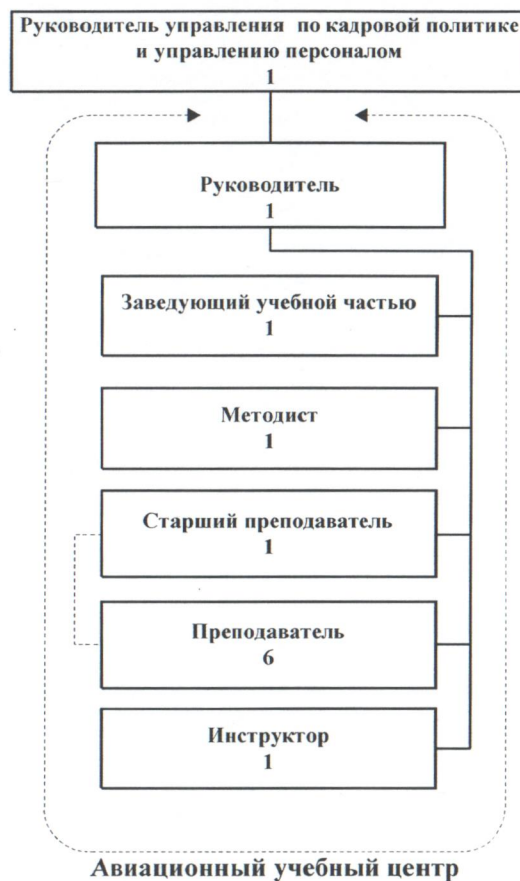 Руководитель управления по кадровой политике
и управлению персоналом
1
Руководитель
1
Заведующий учебной частью
1
Методист
1
Старший преподаватель
1
Преподаватель
6
Инструктор
1
Авиационный учебный центр